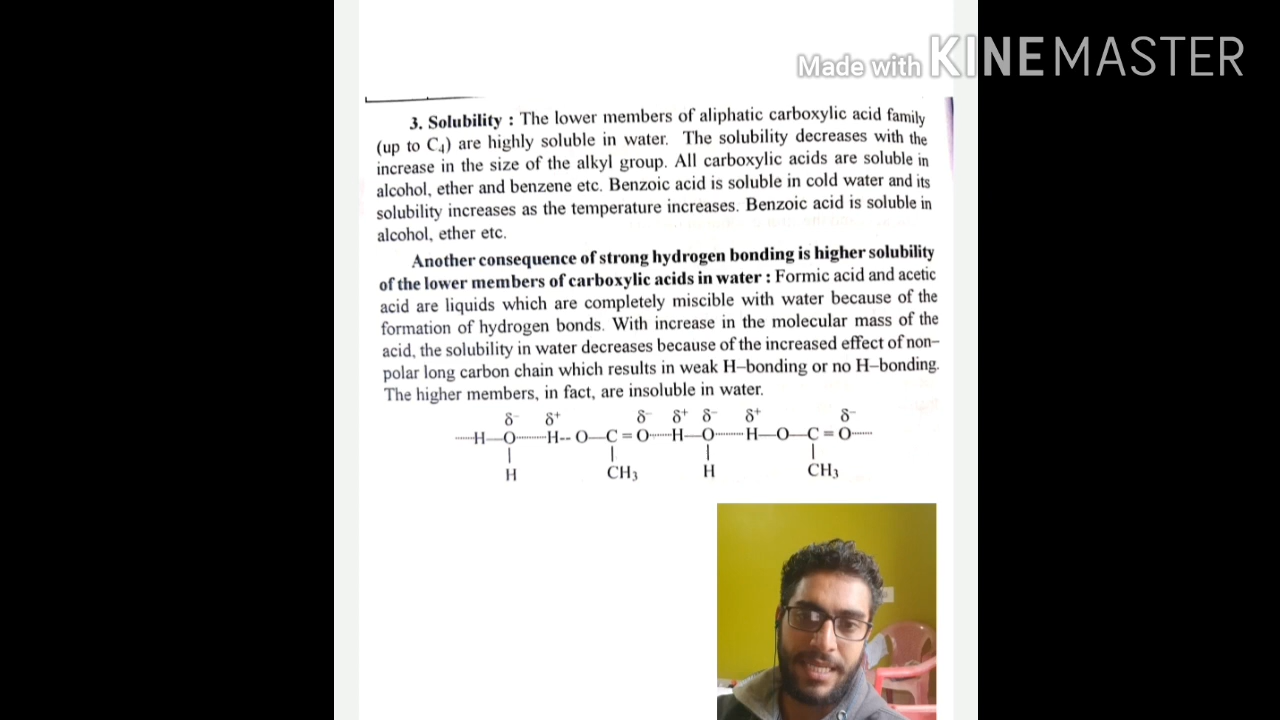 Made with KINEMASTER
3. Solubility : The lower members of aliphatic carboxylic acid family
(up to C₄) are highly soluble in water. The solubility decreases with the
increase in the size of the alkyl group. All carboxylic acids are soluble in
alcohol, ether and benzene etc. Benzoic acid is soluble in cold water and its
solubility increases as the temperature increases. Benzoic acid is soluble in
alcohol, ether etc.
Another consequence of strong hydrogen bonding is higher solubility
of the lower members of carboxylic acids in water : Formic acid and acetic
acid are liquids which are completely miscible with water because of the
formation of hydrogen bonds. With increase in the molecular mass of the
acid, the solubility in water decreases because of the increased effect of non–
polar long carbon chain which results in weak H–bonding or no H–bonding.
The higher members, in fact, are insoluble in water.
δ⁻ δ⁺ δ⁻ δ⁺ δ⁻ δ⁺ δ⁻
······H—O·········H-- O—C = O·······H—O·········H—O—C = O·······
| | | |
H CH₃ H CH₃